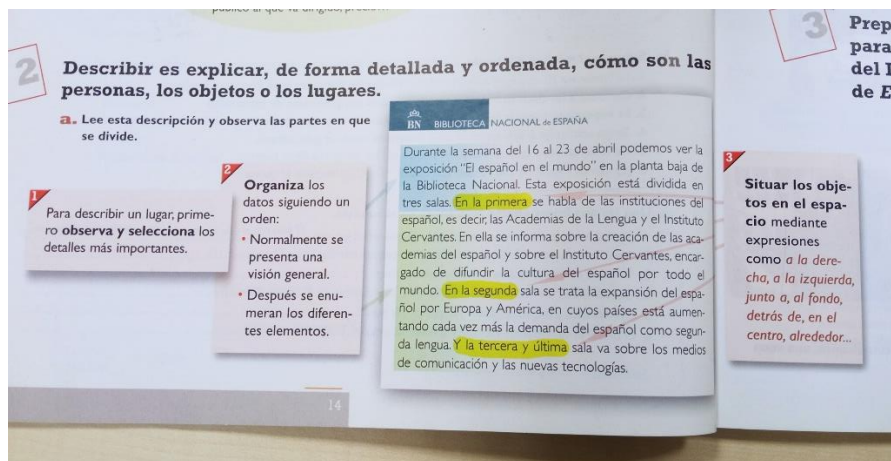 2
Describir es explicar, de forma detallada y ordenada, cómo son las
personas, los objetos o los lugares.
a. Lee esta descripción y observa las partes en que
se divide.
1
Para describir un lugar, prime-
ro observa y selecciona los
detalles más importantes.
2
Organiza los
datos siguiendo un
orden:
• Normalmente se
presenta una
visión general.
• Después se enu-
meran los diferen-
tes elementos.
BN BIBLIOTECA NACIONAL de ESPAÑA
Durante la semana del 16 al 23 de abril podemos ver la
exposición "El español en el mundo" en la planta baja de
la Biblioteca Nacional. Esta exposición está dividida en
tres salas. En la primera se habla de las instituciones del
español, es decir, las Academias de la Lengua y el Instituto
Cervantes. En ella se informa sobre la creación de las aca-
demias del español y sobre el Instituto Cervantes, encar-
gado de difundir la cultura del español por todo el
mundo. En la segunda sala se trata la expansión del espa-
ñol por Europa y América, en cuyos países está aumen-
tando cada vez más la demanda del español como segun-
da lengua. Y la tercera y última sala va sobre los medios
de comunicación y las nuevas tecnologías.
3
Situar los obje-
tos en el espa-
cio mediante
expresiones
como a la dere-
cha, a la izquierda,
junto a, al fondo,
detrás de, en el
centro, alrededor...
14
3
Prep
para
del I
de E